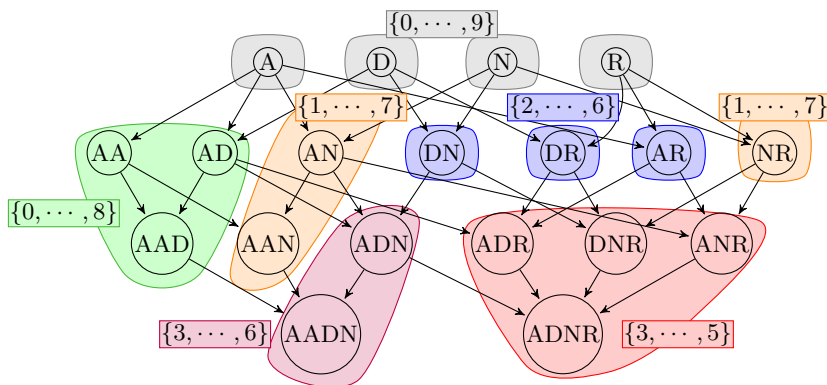 {0, ⋯ , 9}
A D N R
{1, ⋯ , 7} {2, ⋯ , 6} {1, ⋯ , 7}
AA AD AN DN DR AR NR
{0, ⋯ , 8}
AAD AAN ADN ADR DNR ANR
{3, ⋯ , 6} AADN ADNR {3, ⋯ , 5}